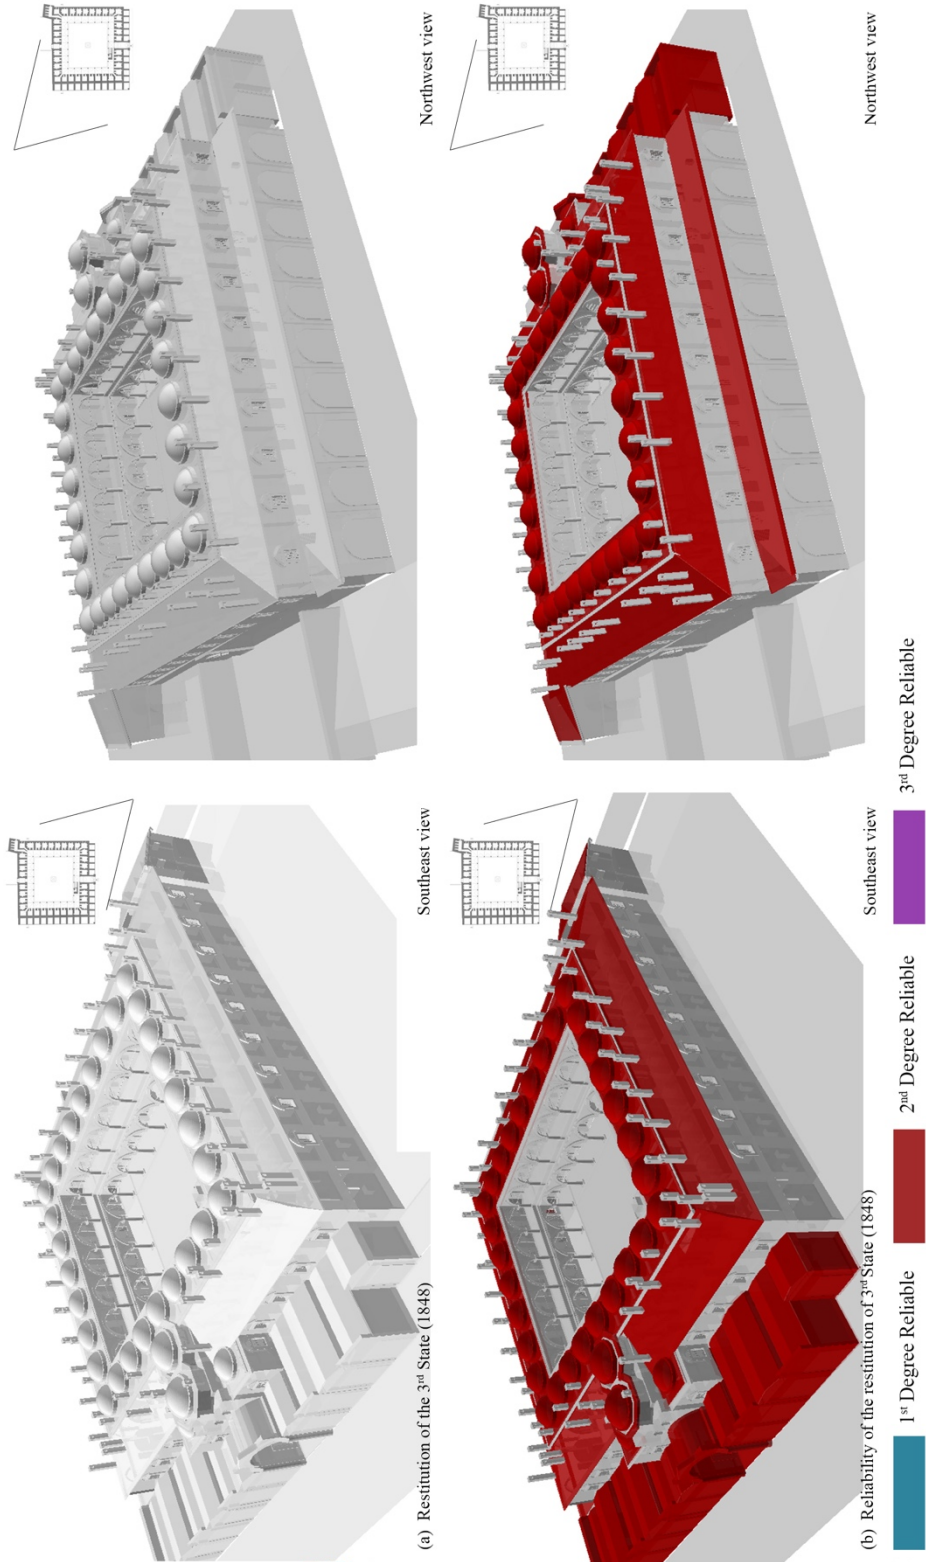 Southeast view
Northwest view
(a) Restitution of the 3rd State (1848)
Southeast view
Northwest view
(b) Reliability of the restitution of 3rd State (1848)
1st Degree Reliable
2nd Degree Reliable
3rd Degree Reliable